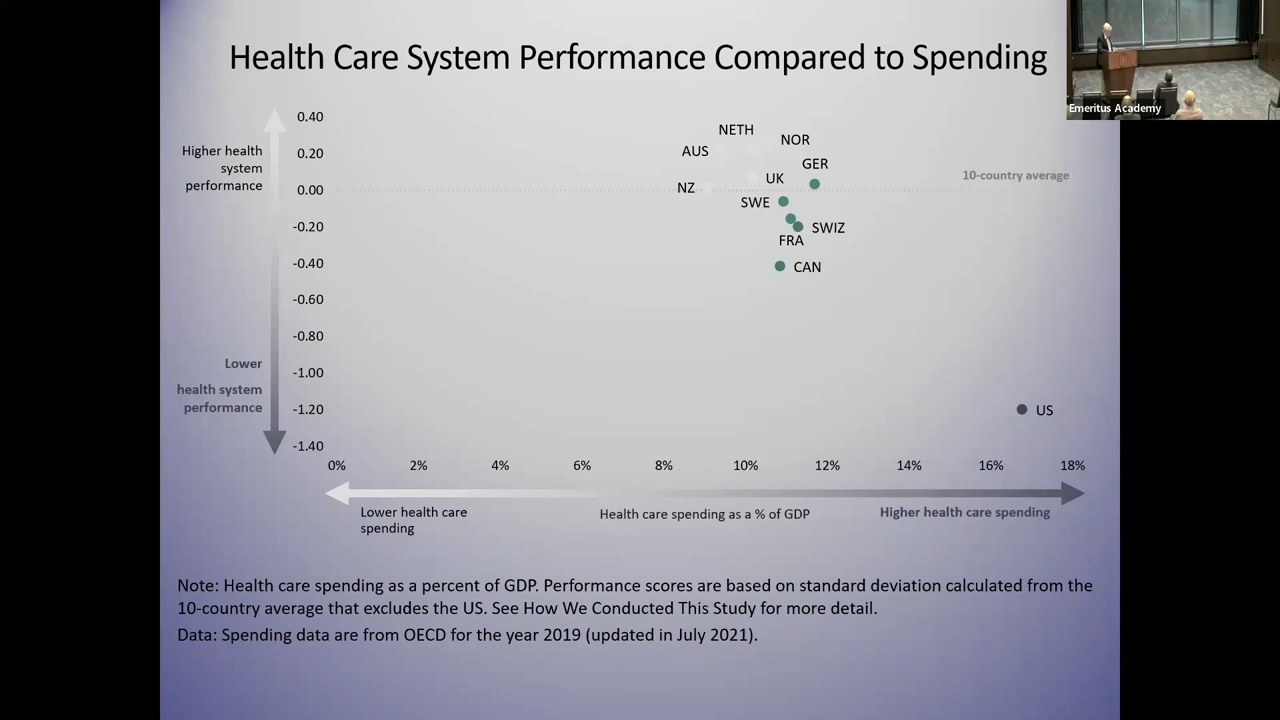 Health Care System Performance Compared to Spending
Emeritus Academy
0.40
0.20
0.00
-0.20
-0.40
-0.60
-0.80
-1.00
-1.20
-1.40
Higher health
system
performance
Lower
health system
performance
NETH
NOR
AUS
GER
UK
NZ
10-country average
SWE
SWIZ
FRA
CAN
US
0%
2%
4%
6%
8%
10%
12%
14%
16%
18%
Lower health care
spending
Health care spending as a % of GDP
Higher health care spending
Note: Health care spending as a percent of GDP. Performance scores are based on standard deviation calculated from the
10-country average that excludes the US. See How We Conducted This Study for more detail.
Data: Spending data are from OECD for the year 2019 (updated in July 2021).